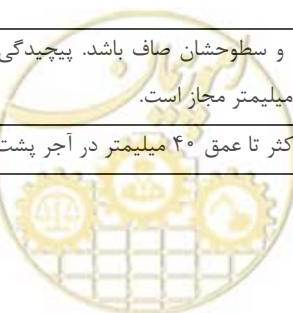 و سطوحشان صاف باشد. پیچیدگی
میلیمتر مجاز است.
کثر تا عمق ۴۰ میلیمتر در آجر پشت